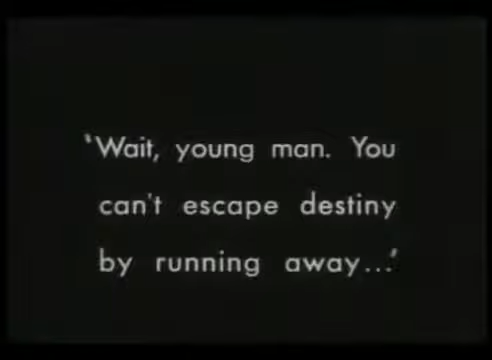 ‘Wait, young man. You
can't escape destiny
by running away...’